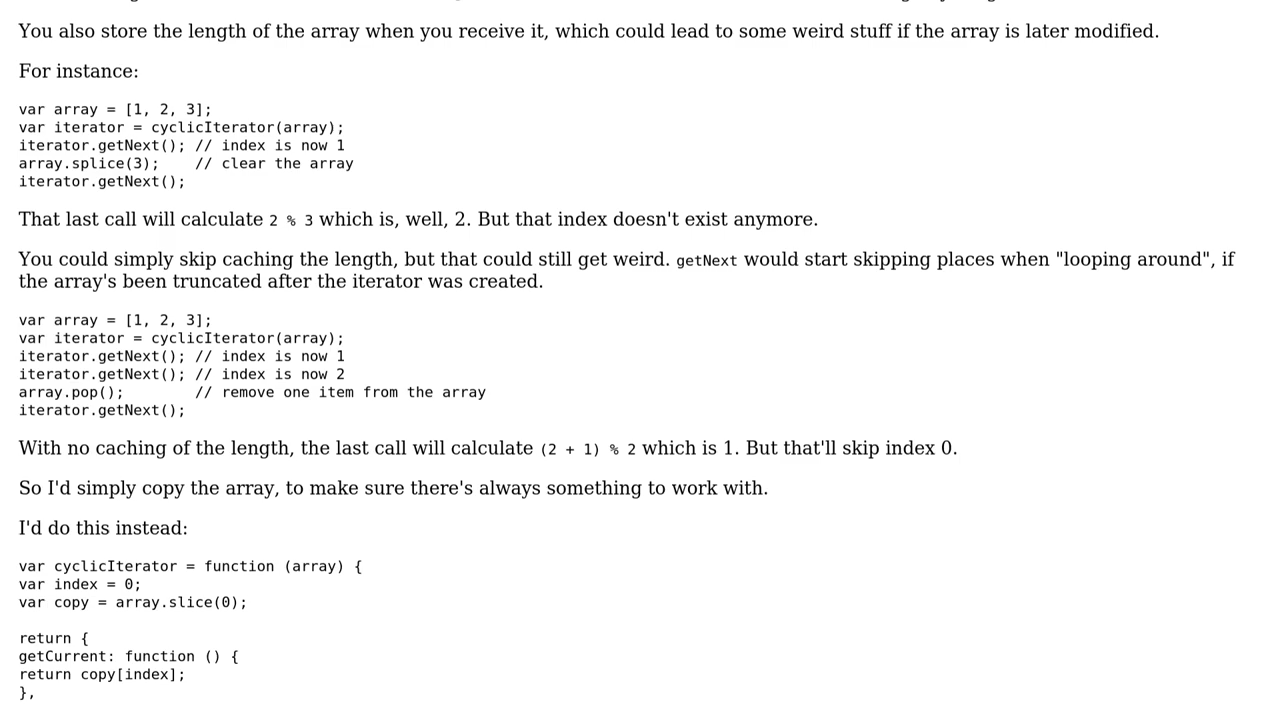 You also store the length of the array when you receive it, which could lead to some weird stuff if the array is later modified.
For instance:
var array = [1, 2, 3];
var iterator = cyclicIterator(array);
iterator.getNext(); // index is now 1
array.splice(3);    // clear the array
iterator.getNext();
That last call will calculate 2 % 3 which is, well, 2. But that index doesn't exist anymore.
You could simply skip caching the length, but that could still get weird. getNext would start skipping places when "looping around", if
the array's been truncated after the iterator was created.
var array = [1, 2, 3];
var iterator = cyclicIterator(array);
iterator.getNext(); // index is now 1
iterator.getNext(); // index is now 2
array.pop();        // remove one item from the array
iterator.getNext();
With no caching of the length, the last call will calculate (2 + 1) % 2 which is 1. But that'll skip index 0.
So I'd simply copy the array, to make sure there's always something to work with.
I'd do this instead:
var cyclicIterator = function (array) {
var index = 0;
var copy = array.slice(0);
return {
getCurrent: function () {
return copy[index];
},